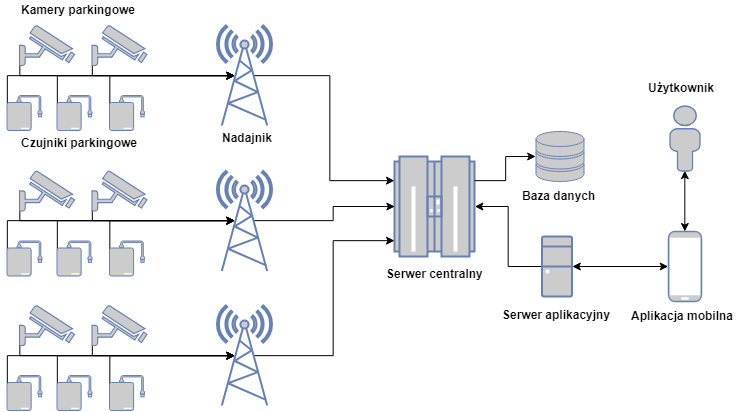 Kamery parkingowe
Czujniki parkingowe
Nadajnik
Serwer centralny
Baza danych
Serwer aplikacyjny
Użytkownik
Aplikacja mobilna